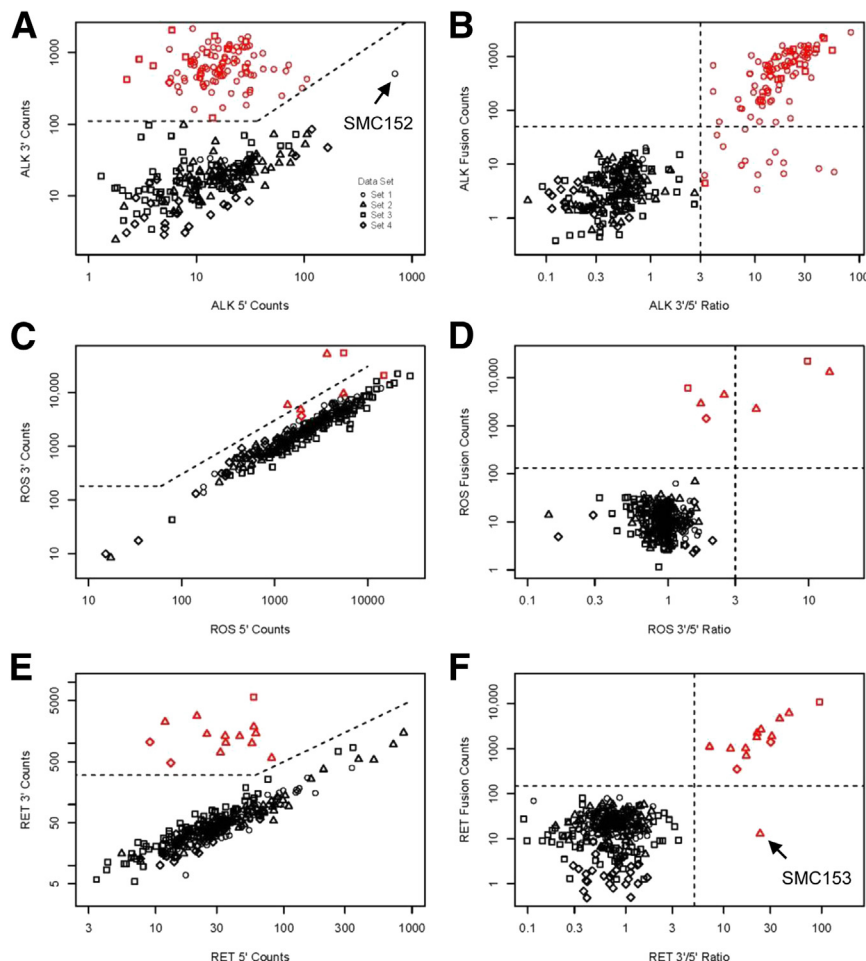 A
B
ALK 3' Counts
1000
100
10
SMC152
Data Set
Set 1
Set 2
Set 3
Set 4
1 10 100 1000
ALK 5' Counts
ALK Fusion Counts
1000
100
10
1
0.1 0.3 1 3 10 30 100
ALK 3'/5' Ratio
C
D
ROS 3' Counts
10,000
1000
100
10
10 100 1000 10000
ROS 5' Counts
ROS Fusion Counts
10,000
1000
100
10
1
0.1 0.3 1 3 10
ROS 3'/5' Ratio
E
F
RET 3' Counts
5000
500
50
5
3 10 30 100 300 1000
RET 5' Counts
RET Fusion Counts
10,000
1000
100
10
1
SMC153
0.1 0.3 1 3 10 30 100
RET 3'/5' Ratio